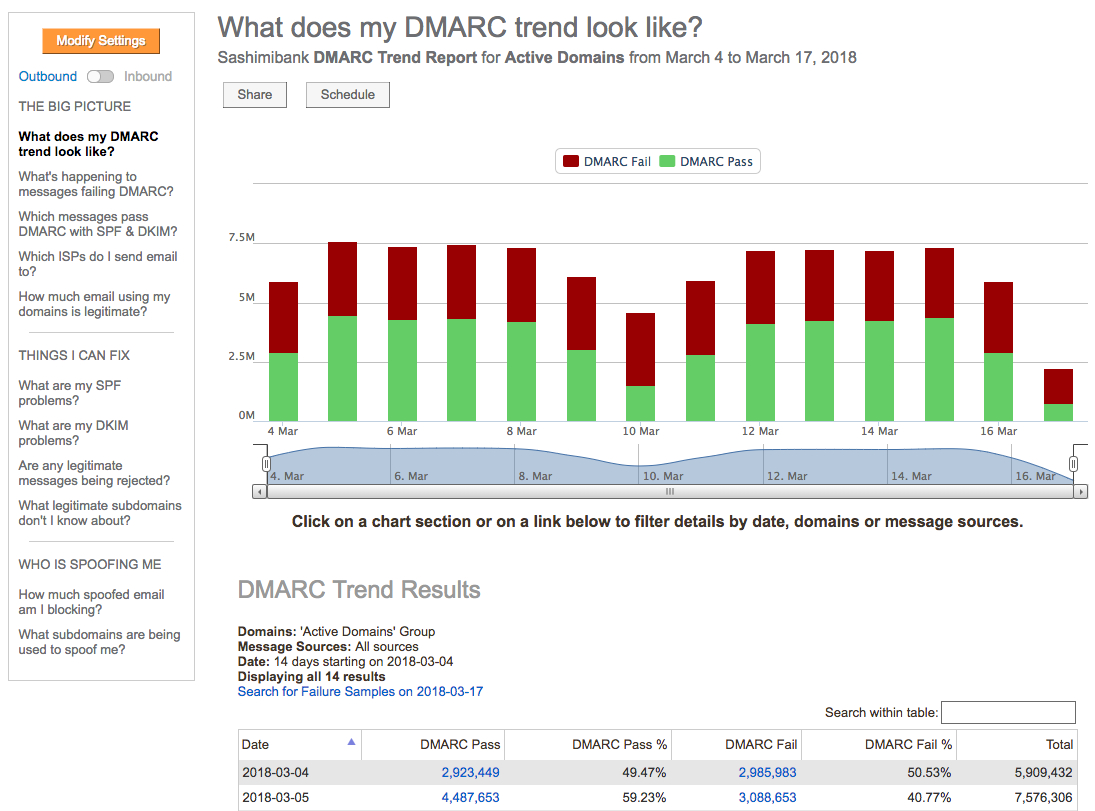 Modify Settings
Outbound Inbound
THE BIG PICTURE
What does my DMARC
trend look like?
What's happening to
messages failing DMARC?
Which messages pass
DMARC with SPF & DKIM?
Which ISPs do I send email
to?
How much email using my
domains is legitimate?
THINGS I CAN FIX
What are my SPF
problems?
What are my DKIM
problems?
Are any legitimate
messages being rejected?
What legitimate subdomains
don't I know about?
WHO IS SPOOFING ME
How much spoofed email
am I blocking?
What subdomains are being
used to spoof me?
What does my DMARC trend look like?
Sashimibank DMARC Trend Report for Active Domains from March 4 to March 17, 2018
Share Schedule
DMARC Fail DMARC Pass
7.5M
5M
2.5M
0M
4 Mar 6 Mar 8 Mar 10 Mar 12 Mar 14 Mar 16 Mar
4. Mar 6. Mar 8. Mar 10. Mar 12. Mar 14. Mar 16. Mar
Click on a chart section or on a link below to filter details by date, domains or message sources.
DMARC Trend Results
Domains: 'Active Domains' Group
Message Sources: All sources
Date: 14 days starting on 2018-03-04
Displaying all 14 results
Search for Failure Samples on 2018-03-17
Search within table:
Date DMARC Pass DMARC Pass % DMARC Fail DMARC Fail % Total
2018-03-04 2,923,449 49.47% 2,985,983 50.53% 5,909,432
2018-03-05 4,487,653 59.23% 3,088,653 40.77% 7,576,306